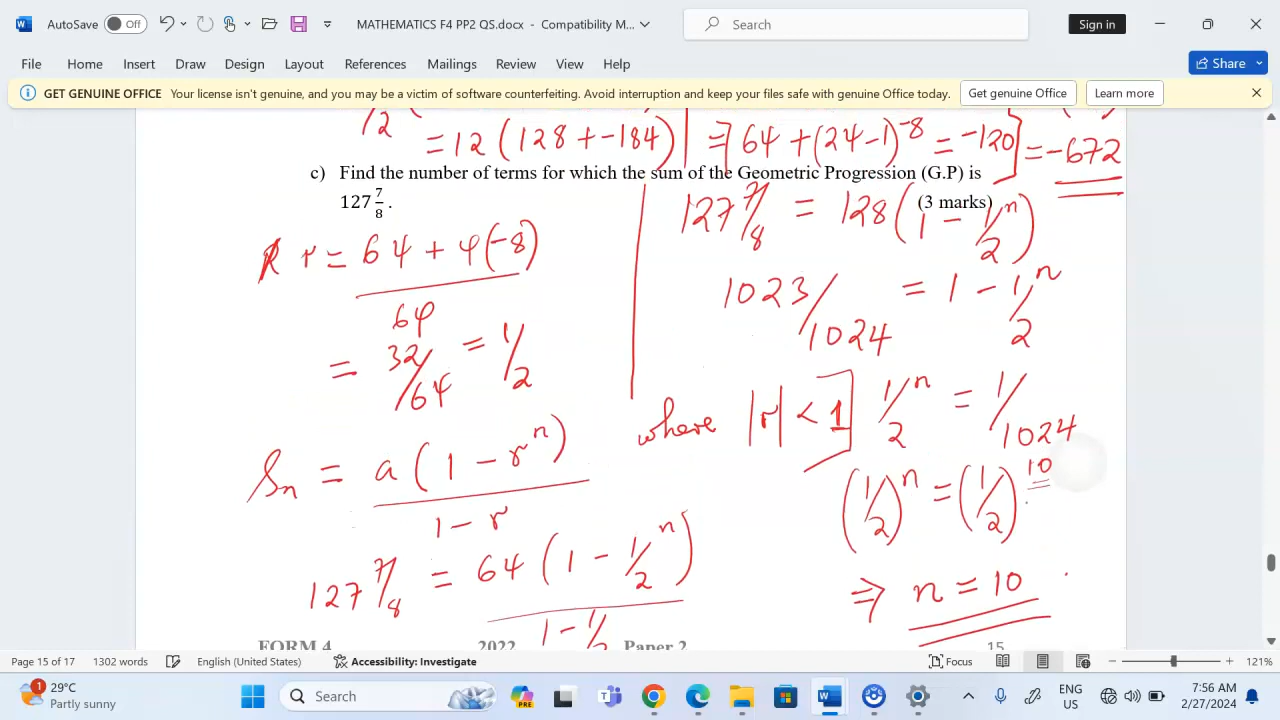 AutoSave Off MATHEMATICS F4 PP2 QS.docx - Compatibility M... Search Sign in
File Home Insert Draw Design Layout References Mailings Review View Help Share
GET GENUINE OFFICE Your license isn't genuine, and you may be a victim of software counterfeiting. Avoid interruption and keep your files safe with genuine Office today. Get genuine Office Learn more
= 12 (128 + -184) = 64 + (24-1)-8 = -120 = -672
c) Find the number of terms for which the sum of the Geometric Progression (G.P) is
127 7/8 . (3 marks)
r = 64 + 4(-8)
64
= 32/64 = 1/2
Sn = a(1 - r^n)
1 - r
where |r| < 1]
127 7/8 = 64 (1 - 1/2^n)
1 - 1/2
127 7/8 = 128 (1 - 1/2^n)
1023/1024 = 1 - 1/2^n
1/2^n = 1/1024
(1/2)^n = (1/2)^10
⇒ n = 10
FORM 4 2022 Paper 2 15
Page 15 of 17 1302 words English (United States) Accessibility: Investigate Focus 121%
1 29°C Partly sunny Search PRE ENG US 7:56 AM 2/27/2024